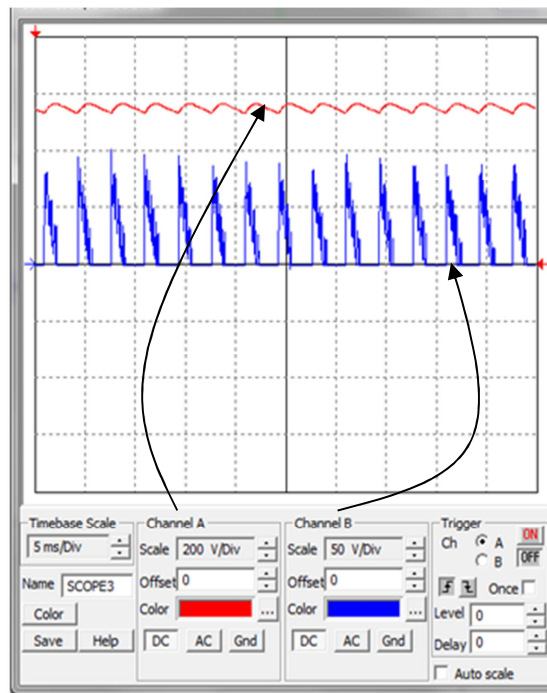 Timebase Scale
5 ms/Div
Name SCOPE3
Color
Save Help
Channel A
Scale 200 V/Div
Offset 0
Color ...
DC AC Gnd
Channel B
Scale 50 V/Div
Offset 0
Color ...
DC AC Gnd
Trigger
Ch A ON
B OFF
Once
Level 0
Delay 0
Auto scale